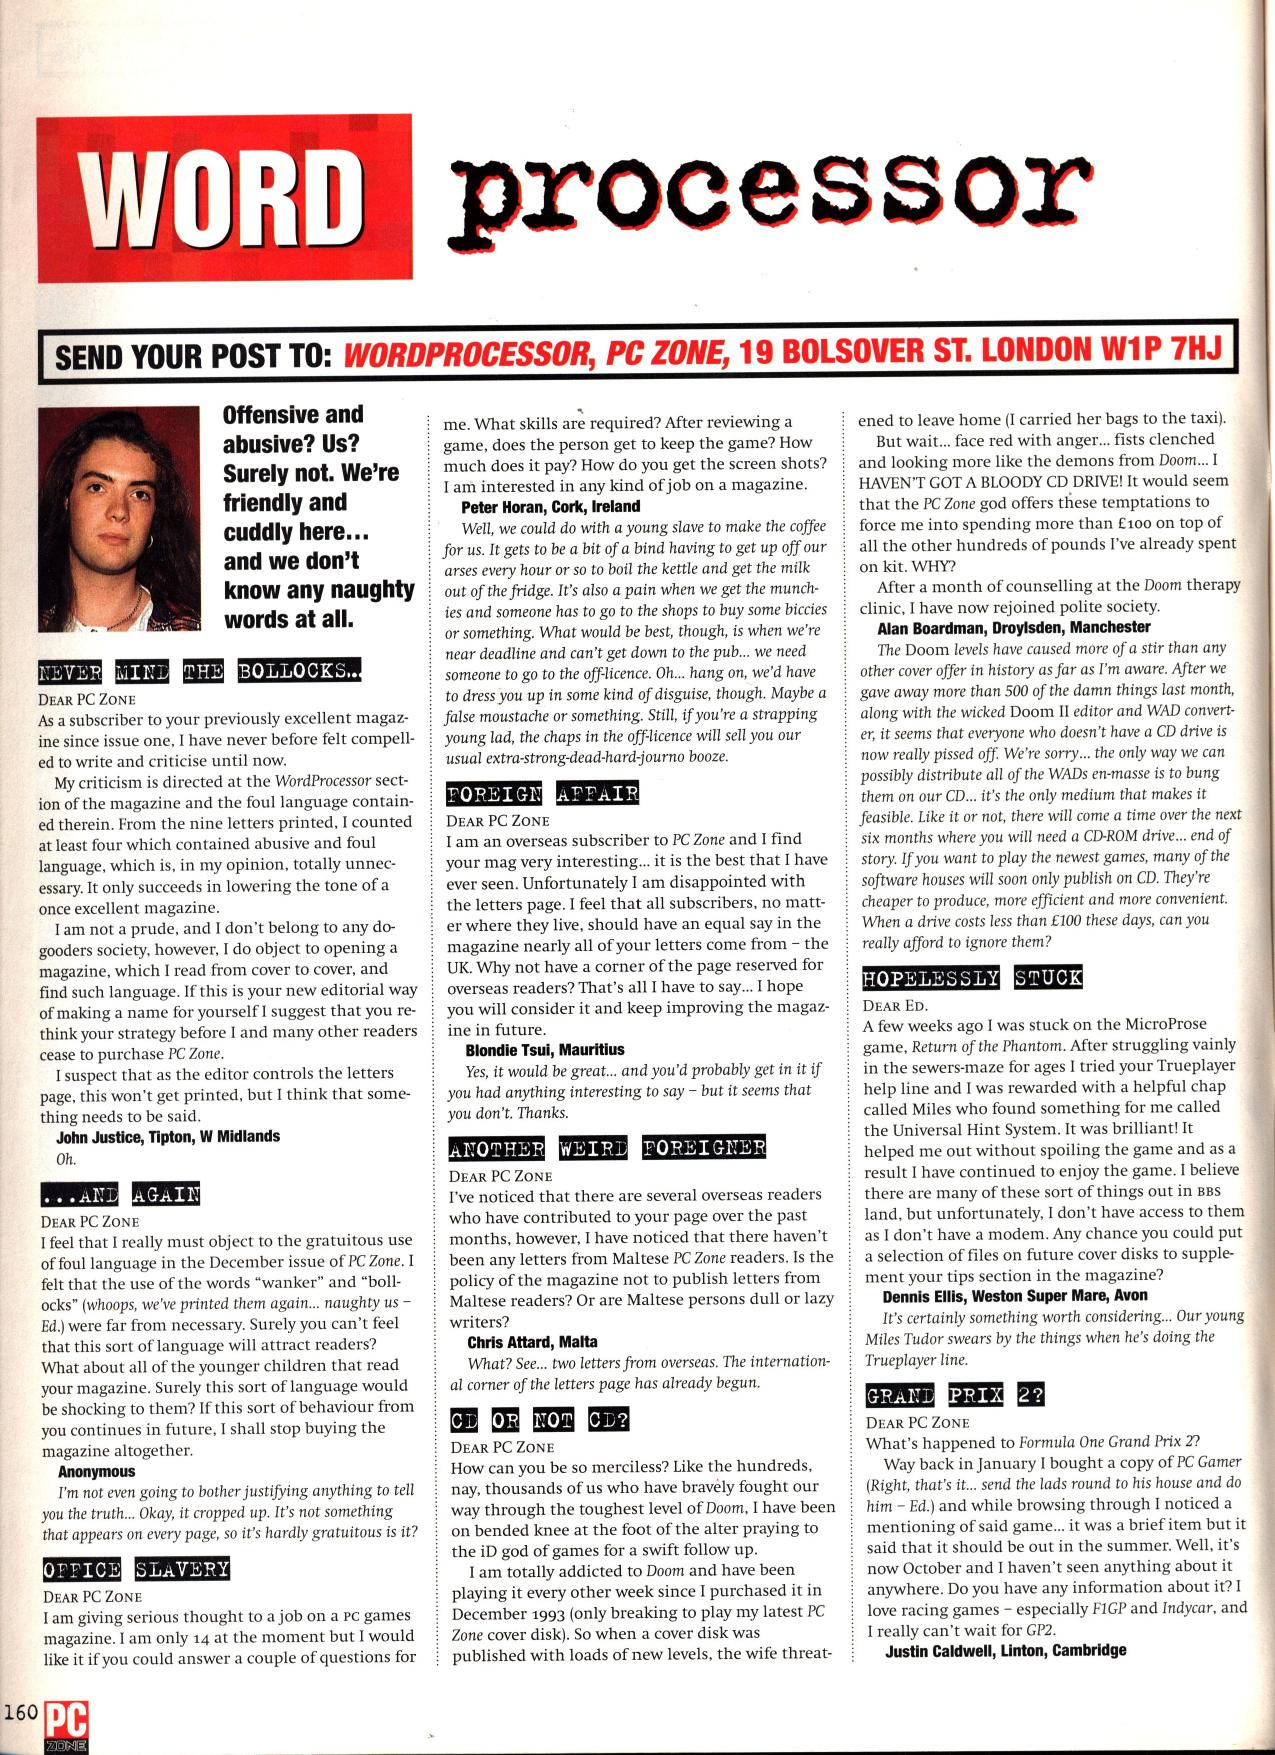 WORD processor
SEND YOUR POST TO: WORDPROCESSOR, PC ZONE, 19 BOLSOVER ST. LONDON W1P 7HJ
Offensive and
abusive? Us?
Surely not. We're
friendly and
cuddly here...
and we don't
know any naughty
words at all.
NEVER MIND THE BOLLOCKS...
DEAR PC ZONE
As a subscriber to your previously excellent magaz-
ine since issue one, I have never before felt compell-
ed to write and criticise until now.
My criticism is directed at the WordProcessor sect-
ion of the magazine and the foul language contain-
ed therein. From the nine letters printed, I counted
at least four which contained abusive and foul
language, which is, in my opinion, totally unnec-
essary. It only succeeds in lowering the tone of a
once excellent magazine.
I am not a prude, and I don't belong to any do-
gooders society, however, I do object to opening a
magazine, which I read from cover to cover, and
find such language. If this is your new editorial way
of making a name for yourself I suggest that you re-
think your strategy before I and many other readers
cease to purchase PC Zone.
I suspect that as the editor controls the letters
page, this won't get printed, but I think that some-
thing needs to be said.
John Justice, Tipton, W Midlands
Oh.
...AND AGAIN
DEAR PC ZONE
I feel that I really must object to the gratuitous use
of foul language in the December issue of PC Zone. I
felt that the use of the words "wanker" and "boll-
ocks" (whoops, we've printed them again... naughty us –
Ed.) were far from necessary. Surely you can't feel
that this sort of language will attract readers?
What about all of the younger children that read
your magazine. Surely this sort of language would
be shocking to them? If this sort of behaviour from
you continues in future, I shall stop buying the
magazine altogether.
Anonymous
I'm not even going to bother justifying anything to tell
you the truth... Okay, it cropped up. It's not something
that appears on every page, so it's hardly gratuitous is it?
OFFICE SLAVERY
DEAR PC ZONE
I am giving serious thought to a job on a PC games
magazine. I am only 14 at the moment but I would
like it if you could answer a couple of questions for
me. What skills are required? After reviewing a
game, does the person get to keep the game? How
much does it pay? How do you get the screen shots?
I am interested in any kind of job on a magazine.
Peter Horan, Cork, Ireland
Well, we could do with a young slave to make the coffee
for us. It gets to be a bit of a bind having to get up off our
arses every hour or so to boil the kettle and get the milk
out of the fridge. It's also a pain when we get the munch-
ies and someone has to go to the shops to buy some biccies
or something. What would be best, though, is when we're
near deadline and can't get down to the pub... we need
someone to go to the off-licence. Oh... hang on, we'd have
to dress you up in some kind of disguise, though. Maybe a
false moustache or something. Still, if you're a strapping
young lad, the chaps in the off-licence will sell you our
usual extra-strong-dead-hard-journo booze.
FOREIGN AFFAIR
DEAR PC ZONE
I am an overseas subscriber to PC Zone and I find
your mag very interesting... it is the best that I have
ever seen. Unfortunately I am disappointed with
the letters page. I feel that all subscribers, no matt-
er where they live, should have an equal say in the
magazine nearly all of your letters come from – the
UK. Why not have a corner of the page reserved for
overseas readers? That's all I have to say... I hope
you will consider it and keep improving the magaz-
ine in future.
Blondie Tsui, Mauritius
Yes, it would be great... and you'd probably get in it if
you had anything interesting to say – but it seems that
you don't. Thanks.
ANOTHER WEIRD FOREIGNER
DEAR PC ZONE
I've noticed that there are several overseas readers
who have contributed to your page over the past
months, however, I have noticed that there haven't
been any letters from Maltese PC Zone readers. Is the
policy of the magazine not to publish letters from
Maltese readers? Or are Maltese persons dull or lazy
writers?
Chris Attard, Malta
What? See... two letters from overseas. The internation-
al corner of the letters page has already begun.
CD OR NOT CD?
DEAR PC ZONE
How can you be so merciless? Like the hundreds,
nay, thousands of us who have bravely fought our
way through the toughest level of Doom, I have been
on bended knee at the foot of the alter praying to
the iD god of games for a swift follow up.
I am totally addicted to Doom and have been
playing it every other week since I purchased it in
December 1993 (only breaking to play my latest PC
Zone cover disk). So when a cover disk was
published with loads of new levels, the wife threat-
ened to leave home (I carried her bags to the taxi).
But wait... face red with anger... fists clenched
and looking more like the demons from Doom... I
HAVEN'T GOT A BLOODY CD DRIVE! It would seem
that the PC Zone god offers these temptations to
force me into spending more than £100 on top of
all the other hundreds of pounds I've already spent
on kit. WHY?
After a month of counselling at the Doom therapy
clinic, I have now rejoined polite society.
Alan Boardman, Droylsden, Manchester
The Doom levels have caused more of a stir than any
other cover offer in history as far as I'm aware. After we
gave away more than 500 of the damn things last month,
along with the wicked Doom II editor and WAD convert-
er, it seems that everyone who doesn't have a CD drive is
now really pissed off. We're sorry... the only way we can
possibly distribute all of the WADs en-masse is to bung
them on our CD... it's the only medium that makes it
feasible. Like it or not, there will come a time over the next
six months where you will need a CD-ROM drive... end of
story. If you want to play the newest games, many of the
software houses will soon only publish on CD. They're
cheaper to produce, more efficient and more convenient.
When a drive costs less than £100 these days, can you
really afford to ignore them?
HOPELESSLY STUCK
DEAR ED.
A few weeks ago I was stuck on the MicroProse
game, Return of the Phantom. After struggling vainly
in the sewers-maze for ages I tried your Trueplayer
help line and I was rewarded with a helpful chap
called Miles who found something for me called
the Universal Hint System. It was brilliant! It
helped me out without spoiling the game and as a
result I have continued to enjoy the game. I believe
there are many of these sort of things out in BBS
land, but unfortunately, I don't have access to them
as I don't have a modem. Any chance you could put
a selection of files on future cover disks to supple-
ment your tips section in the magazine?
Dennis Ellis, Weston Super Mare, Avon
It's certainly something worth considering... Our young
Miles Tudor swears by the things when he's doing the
Trueplayer line.
GRAND PRIX 2?
DEAR PC ZONE
What's happened to Formula One Grand Prix 2?
Way back in January I bought a copy of PC Gamer
(Right, that's it... send the lads round to his house and do
him – Ed.) and while browsing through I noticed a
mentioning of said game... it was a brief item but it
said that it should be out in the summer. Well, it's
now October and I haven't seen anything about it
anywhere. Do you have any information about it? I
love racing games – especially F1GP and Indycar, and
I really can't wait for GP2.
Justin Caldwell, Linton, Cambridge
160 PC
ZONE